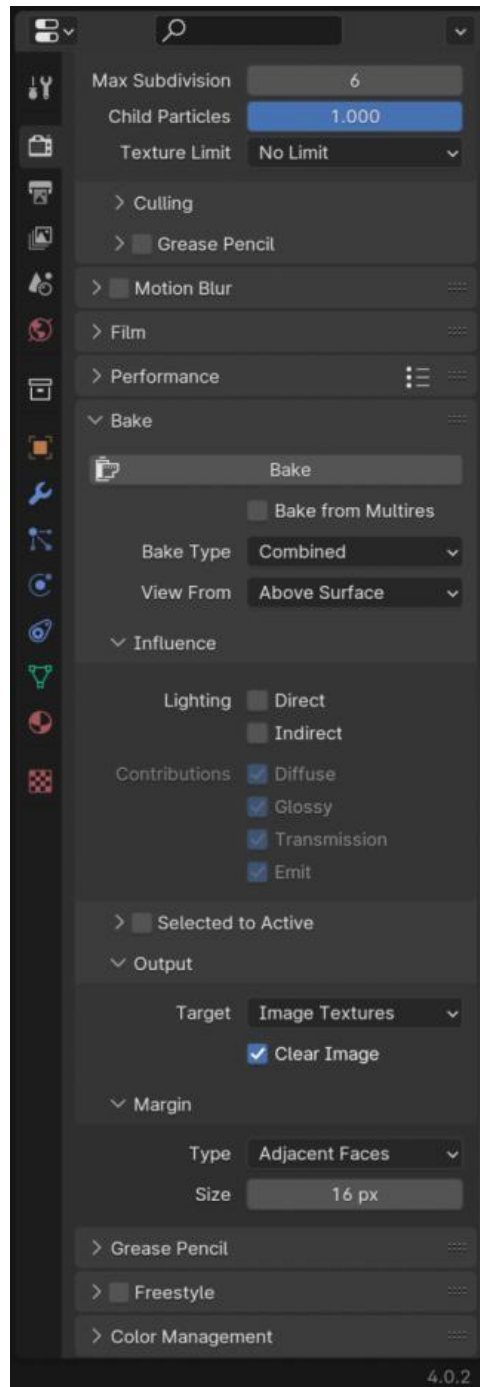 Max Subdivision 6
Child Particles 1.000
Texture Limit No Limit
Culling
Grease Pencil
Motion Blur
Film
Performance
Bake
Bake
Bake from Multires
Bake Type Combined
View From Above Surface
Influence
Lighting Direct
Indirect
Contributions Diffuse
Glossy
Transmission
Emit
Selected to Active
Output
Target Image Textures
Clear Image
Margin
Type Adjacent Faces
Size 16 px
Grease Pencil
Freestyle
Color Management
4.0.2